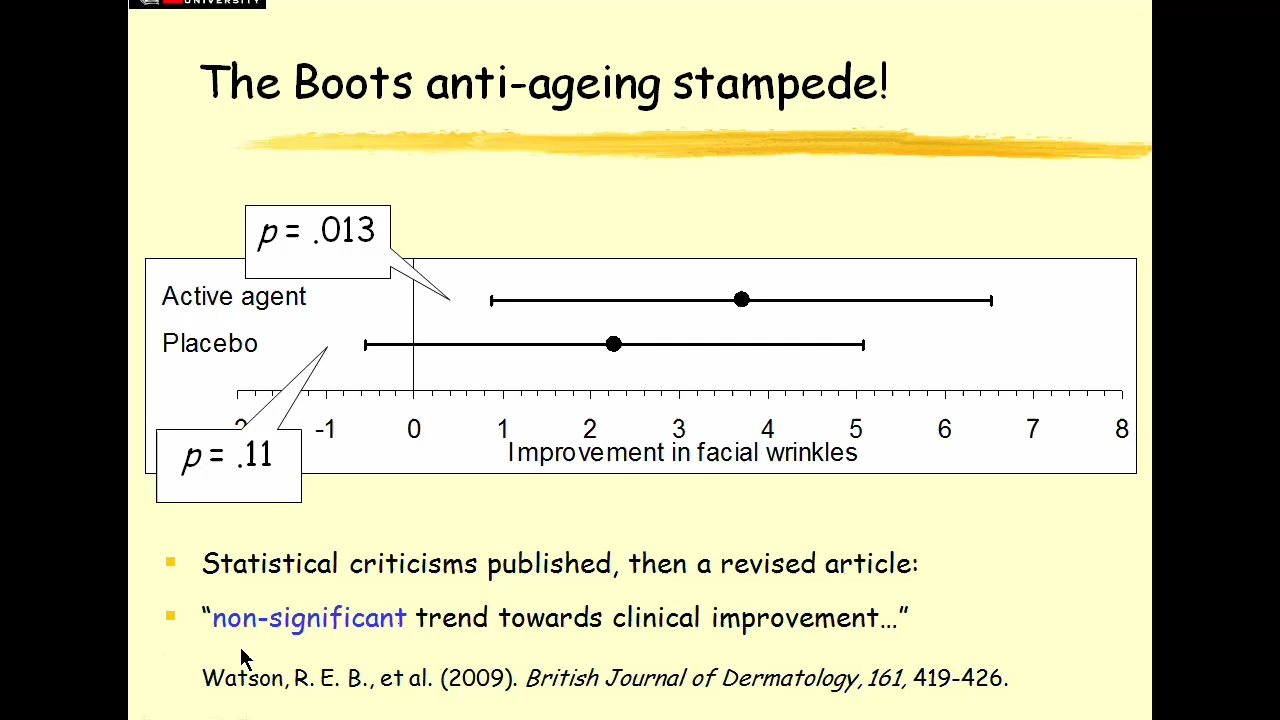 UNIVERSITY
The Boots anti-ageing stampede!
p = .013
Active agent
Placebo
-1 0 1 2 3 4 5 6 7 8
Improvement in facial wrinkles
p = .11
Statistical criticisms published, then a revised article:
“non-significant trend towards clinical improvement…”
Watson, R. E. B., et al. (2009). British Journal of Dermatology, 161, 419-426.